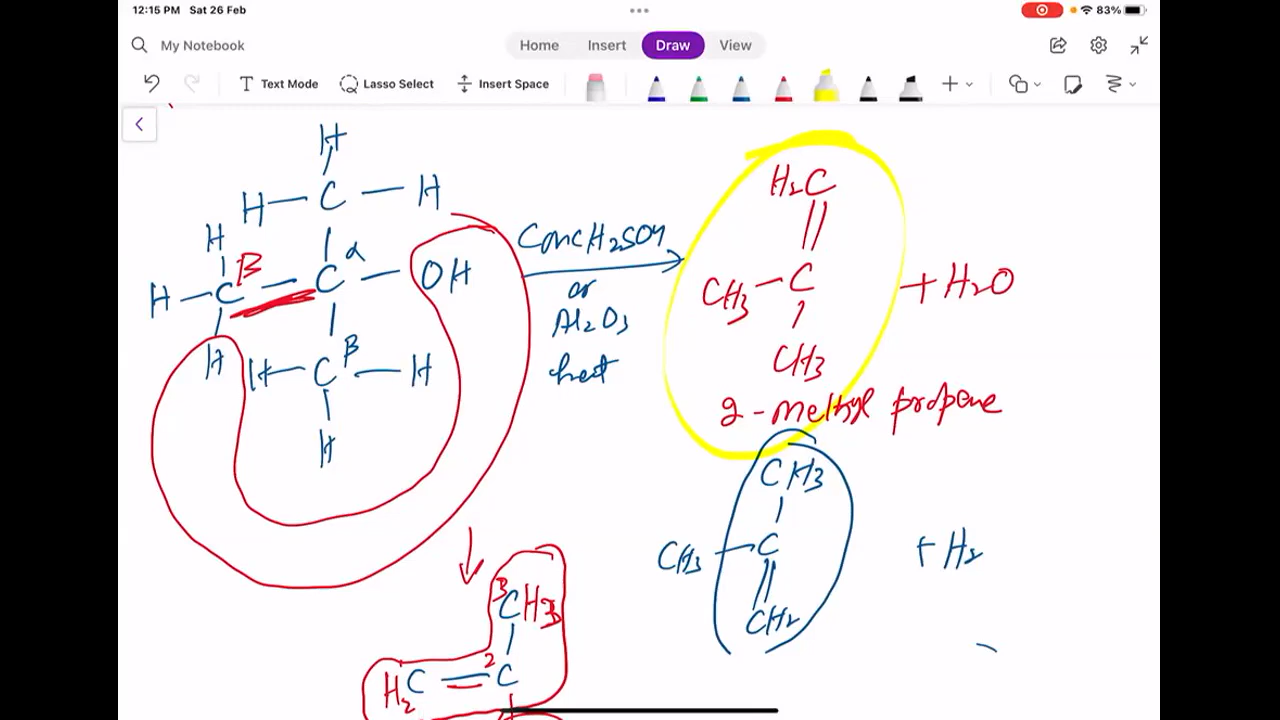 12:15 PM Sat 26 Feb
83%
My Notebook
Home Insert Draw View
Text Mode Lasso Select Insert Space
H
H — C — H
H
β α
H — C — C — OH
H
β
H — C — H
H
Conc H2SO4
or
Al2O3
heat
H2C
||
CH3 — C
CH3
+ H2O
2-methyl propene
CH3
CH3 — C
||
CH2
+ H2
3
CH3
2
H2C = C